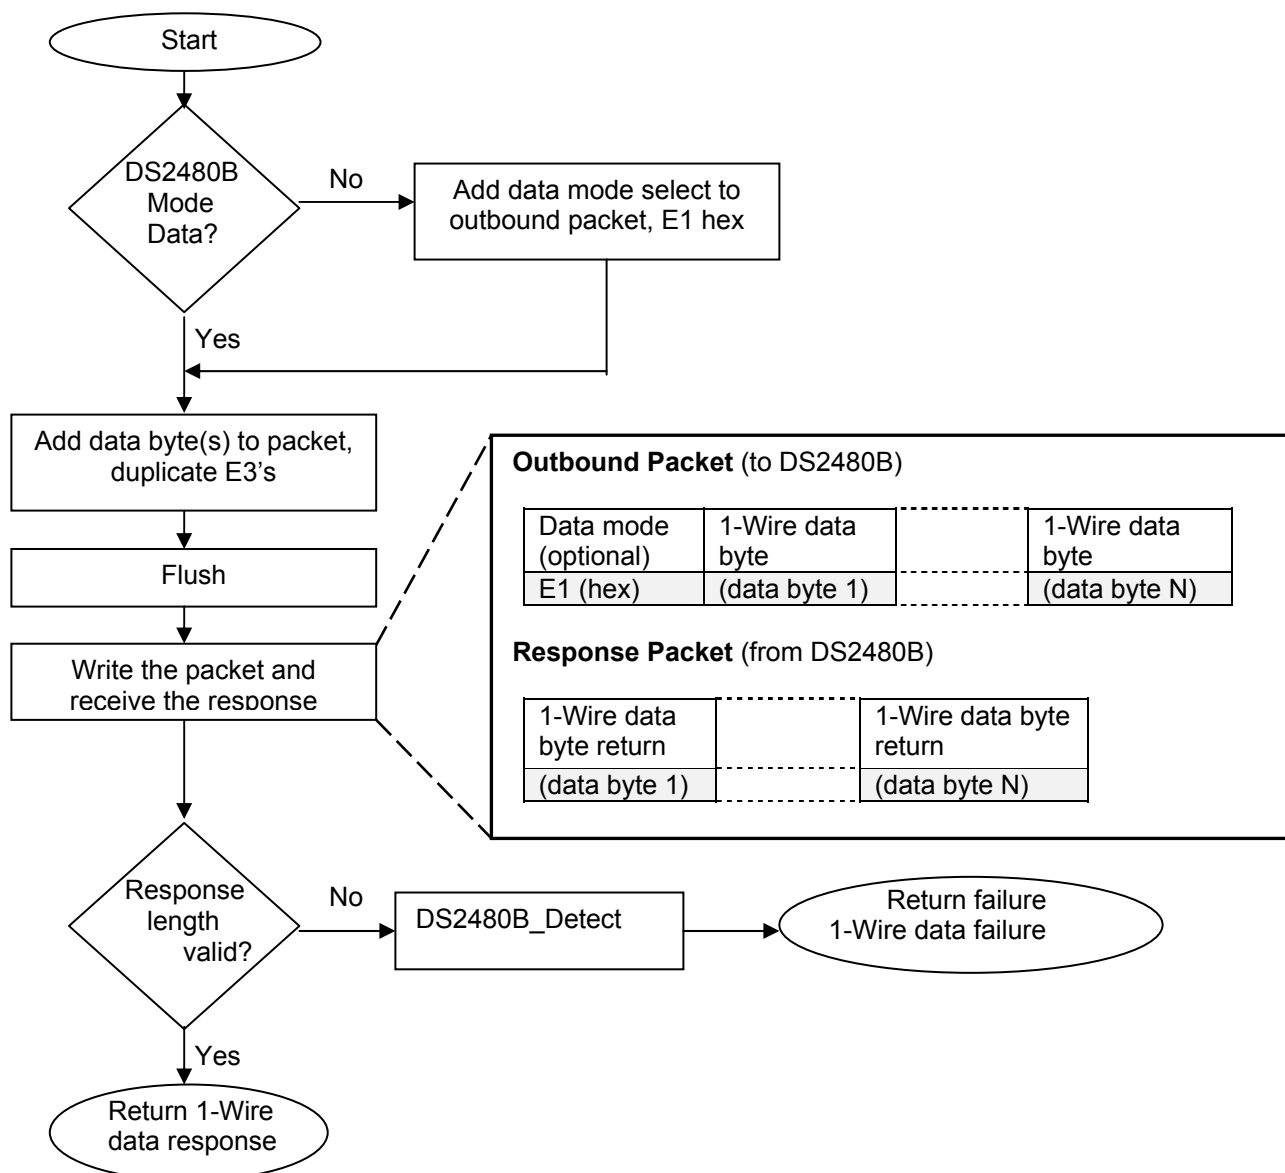 Start
DS2480B
Mode
Data?
No
Add data mode select to
outbound packet, E1 hex
Yes
Add data byte(s) to packet,
duplicate E3's
Flush
Write the packet and
receive the response
Outbound Packet (to DS2480B)
Data mode
(optional)
1-Wire data
byte
1-Wire data
byte
E1 (hex)
(data byte 1)
(data byte N)
Response Packet (from DS2480B)
1-Wire data
byte return
1-Wire data byte
return
(data byte 1)
(data byte N)
Response
length
valid?
No
DS2480B_Detect
Return failure
1-Wire data failure
Yes
Return 1-Wire
data response